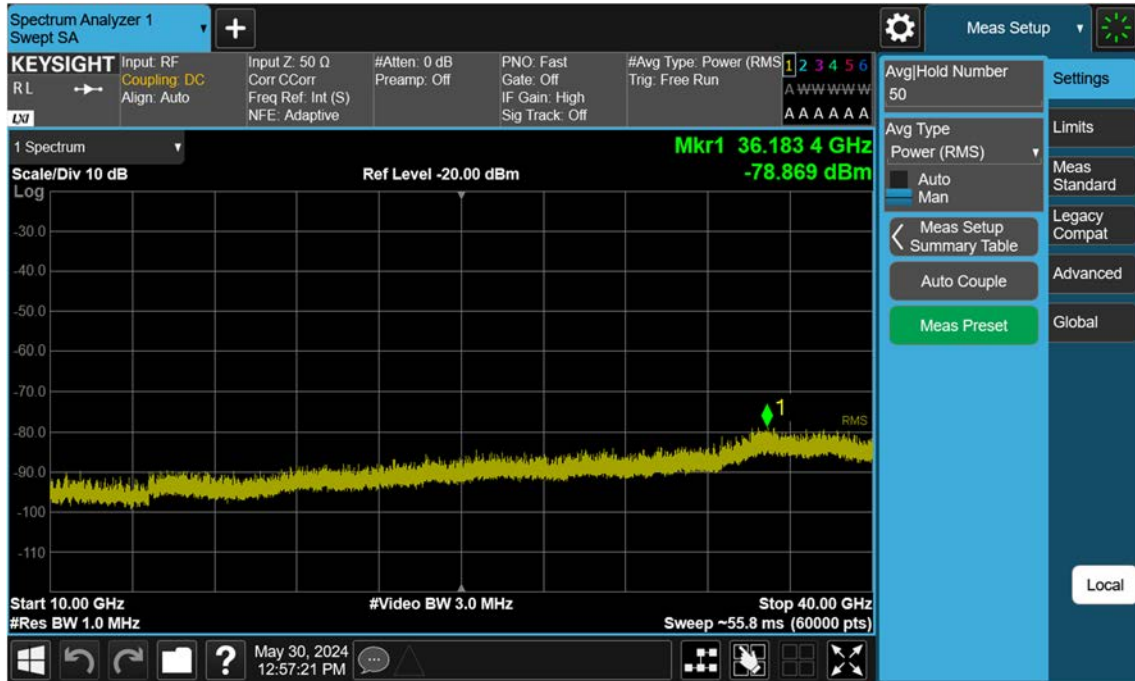 Spectrum Analyzer 1
Swept SA
+
Meas Setup
KEYSIGHT
R L
LXI
Input: RF
Coupling: DC
Align: Auto
Input Z: 50 Ω
Corr CCorr
Freq Ref: Int (S)
NFE: Adaptive
#Atten: 0 dB
Preamp: Off
PNO: Fast
Gate: Off
IF Gain: High
Sig Track: Off
#Avg Type: Power (RMS
Trig: Free Run
1 2 3 4 5 6
A W W W W W
A A A A A A
1 Spectrum
Mkr1 36.183 4 GHz
Scale/Div 10 dB
Ref Level -20.00 dBm
-78.869 dBm
Log
-30.0
-40.0
-50.0
-60.0
-70.0
1
RMS
-80.0
-90.0
-100
-110
Start 10.00 GHz
#Video BW 3.0 MHz
Stop 40.00 GHz
#Res BW 1.0 MHz
Sweep ~55.8 ms (60000 pts)
?
May 30, 2024
12:57:21 PM
Avg|Hold Number
50
Avg Type
Power (RMS)
Auto
Man
Meas Setup
Summary Table
Auto Couple
Meas Preset
Settings
Limits
Meas
Standard
Legacy
Compat
Advanced
Global
Local